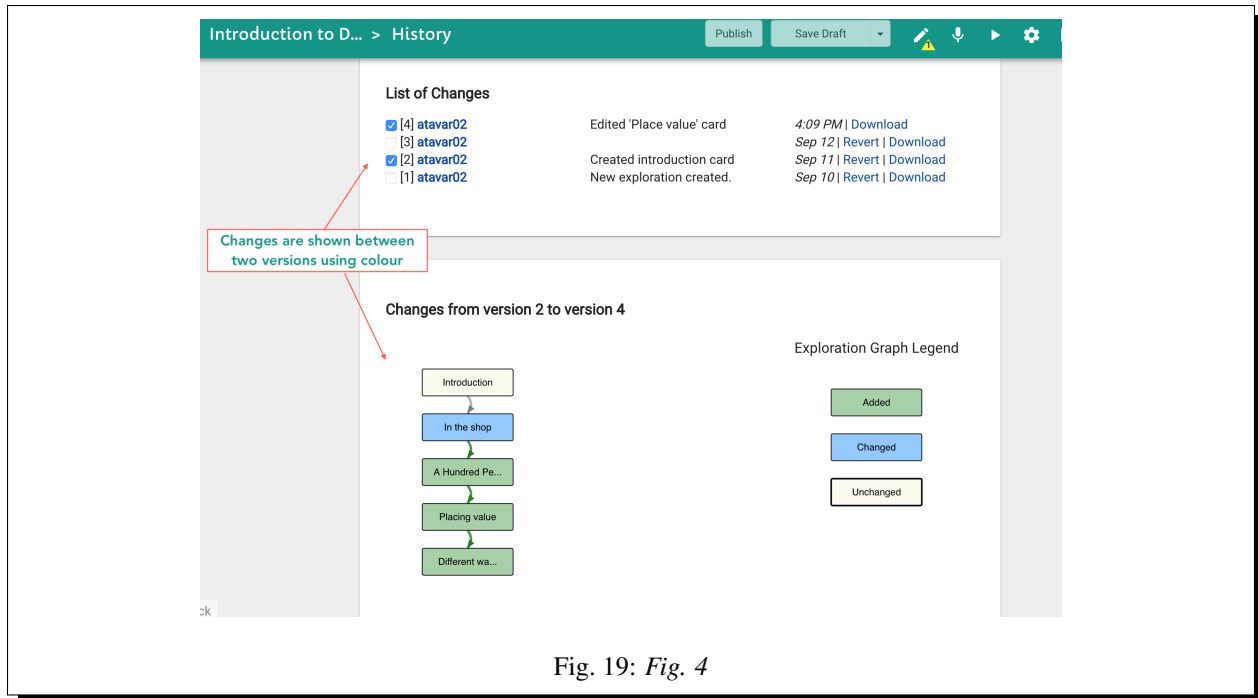 Introduction to D... > History
Publish
Save Draft
List of Changes
[4] atavar02 Edited 'Place value' card 4:09 PM | Download
[3] atavar02 Sep 12 | Revert | Download
[2] atavar02 Created introduction card Sep 11 | Revert | Download
[1] atavar02 New exploration created. Sep 10 | Revert | Download
Changes are shown between
two versions using colour
Changes from version 2 to version 4
Exploration Graph Legend
Introduction
In the shop
A Hundred Pe...
Placing value
Different wa...
Added
Changed
Unchanged
ck
Fig. 19: Fig. 4